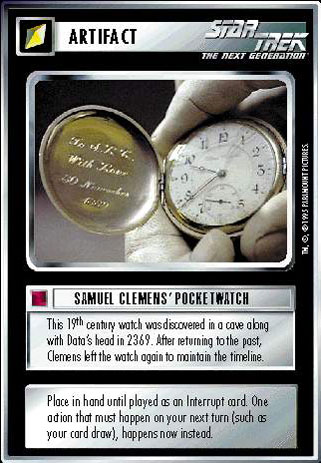 ARTIFACT
STAR TREK
THE NEXT GENERATION
To S.L.C.
With Love
30 November
TM, ®, © 1995 PARAMOUNT PICTURES.
SAMUEL CLEMENS' POCKETWATCH
This 19th century watch was discovered in a cave along
with Data's head in 2369. After returning to the past,
Clemens left the watch again to maintain the timeline.
Place in hand until played as an Interrupt card. One
action that must happen on your next turn (such as
your card draw), happens now instead.